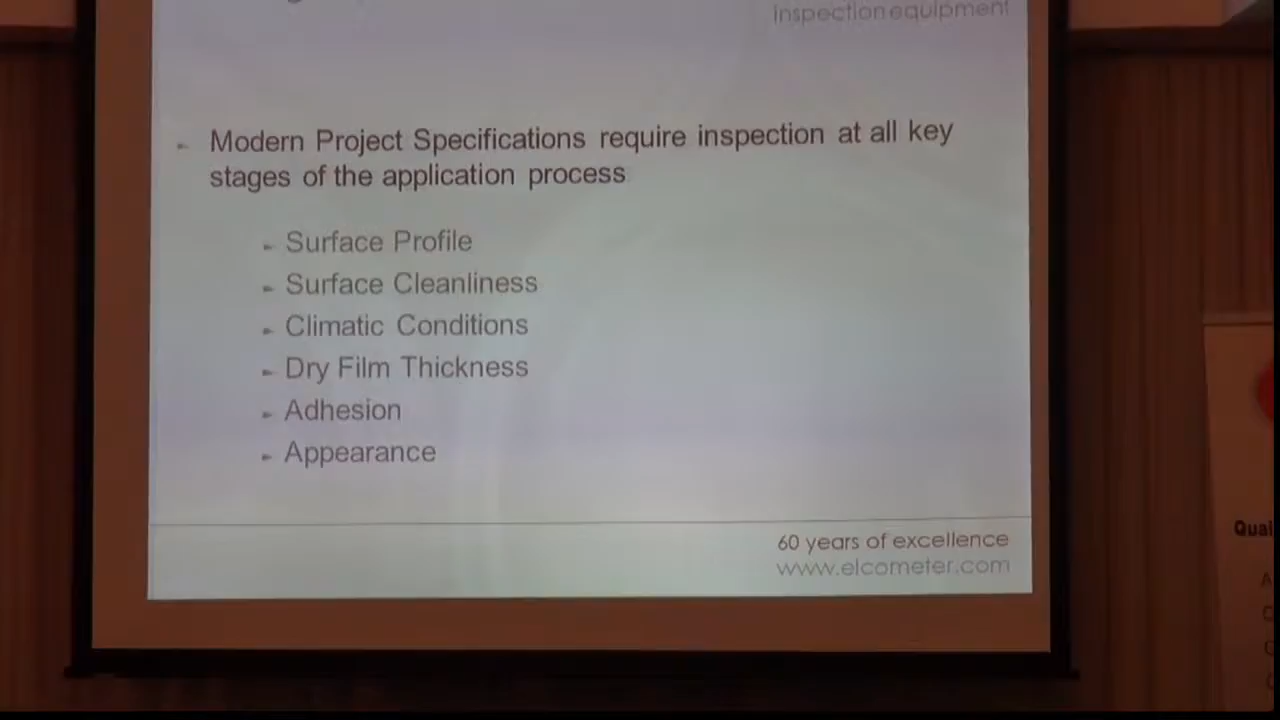 inspection equipment
Modern Project Specifications require inspection at all key
stages of the application process
Surface Profile
Surface Cleanliness
Climatic Conditions
Dry Film Thickness
Adhesion
Appearance
60 years of excellence
www.elcometer.com